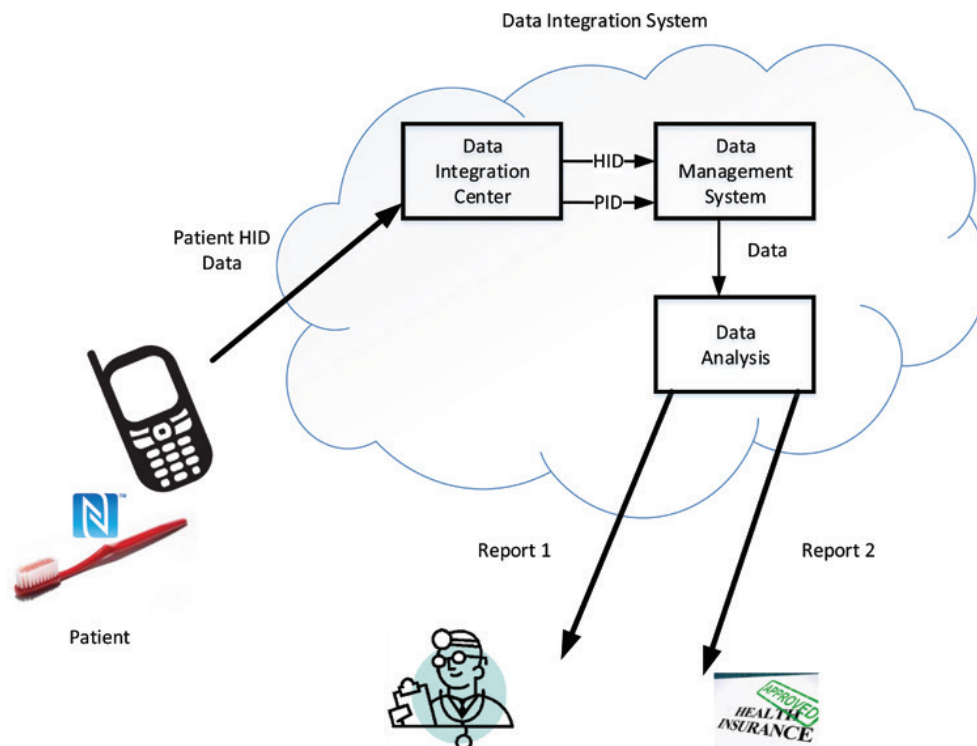 Data Integration System
Data
Integration
Center
HID
PID
Data
Management
System
Patient HID
Data
Data
Data
Analysis
Report 1
Report 2
Patient
APPROVED
HEALTH
INSURANCE